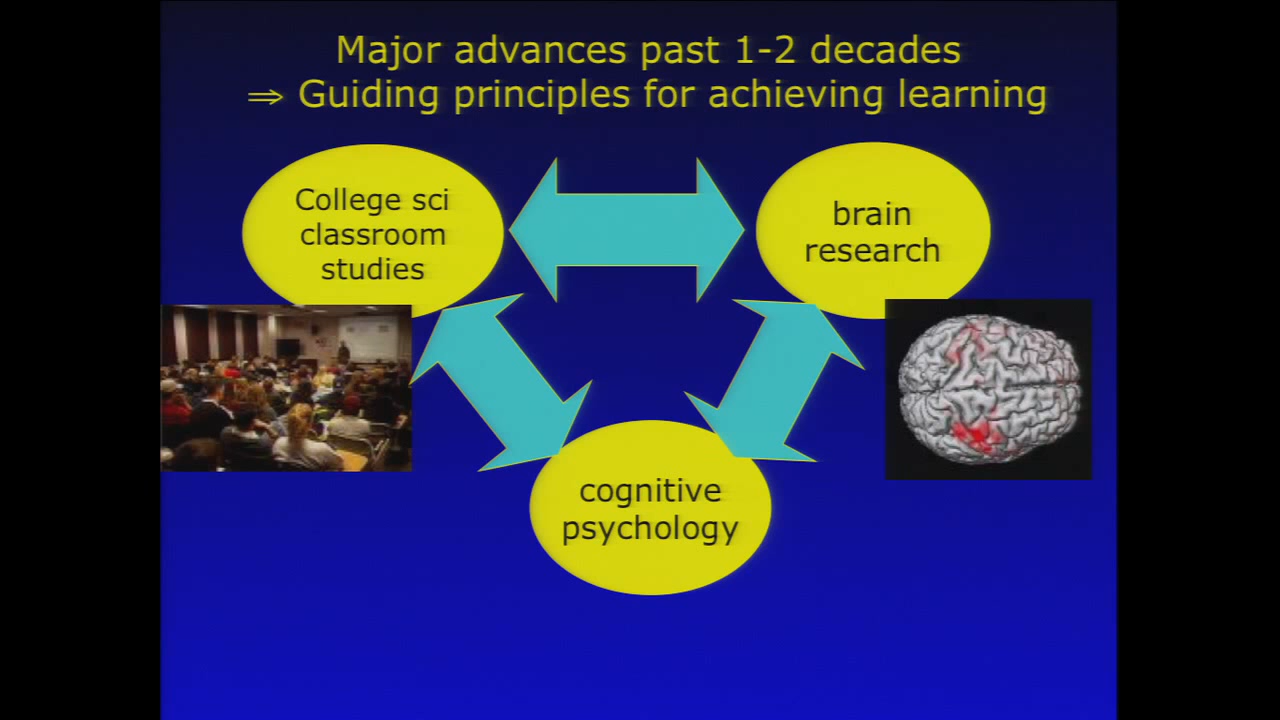 Major advances past 1-2 decades
⇒ Guiding principles for achieving learning
College sci
classroom
studies
brain
research
cognitive
psychology